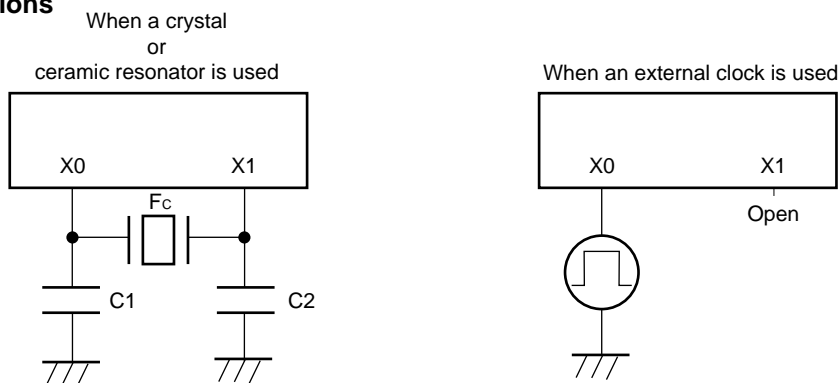 When a crystal
or
ceramic resonator is used
X0 X1
FC
C1 C2
When an external clock is used
X0 X1
Open